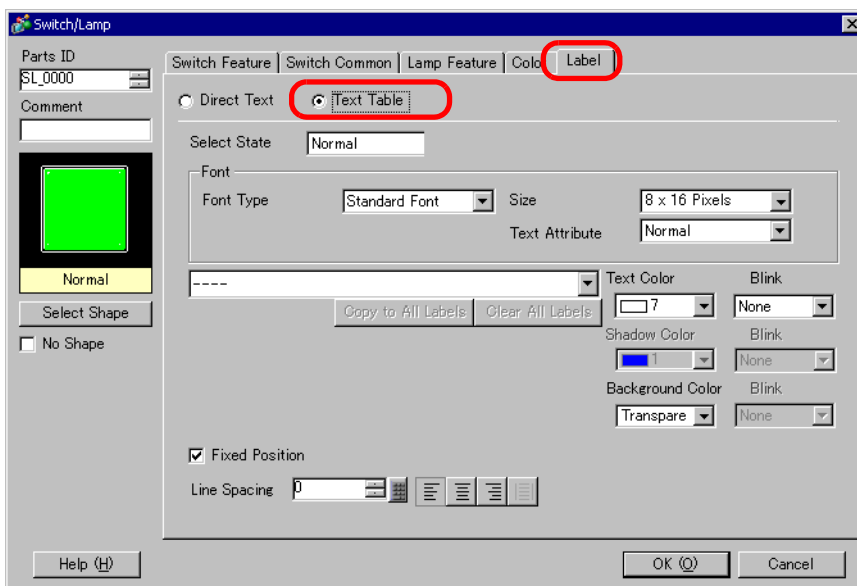 Switch/Lamp
Parts ID
SL_0000
Comment
Normal
Select Shape
No Shape
Switch Feature Switch Common Lamp Feature Colo Label
Direct Text Text Table
Select State Normal
Font
Font Type Standard Font Size 8 x 16 Pixels
Text Attribute Normal
---- Text Color Blink
7 None
Copy to All Labels Clear All Labels
Shadow Color Blink
1 None
Background Color Blink
Transpare None
Fixed Position
Line Spacing 0
Help (H) OK (O) Cancel